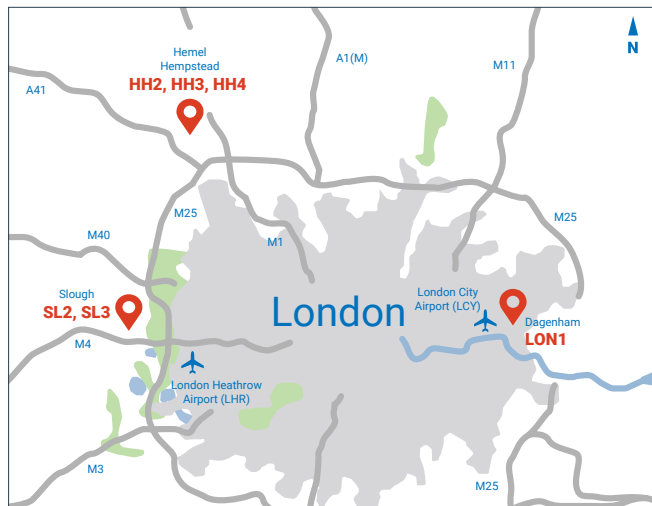 N
Hemel
Hempstead
HH2, HH3, HH4
A1(M)
M11
A41
M25
M25
M40
M1
Slough
SL2, SL3
London City
Airport (LCY)
London
Dagenham
LON1
M4
London Heathrow
Airport (LHR)
M3
M25